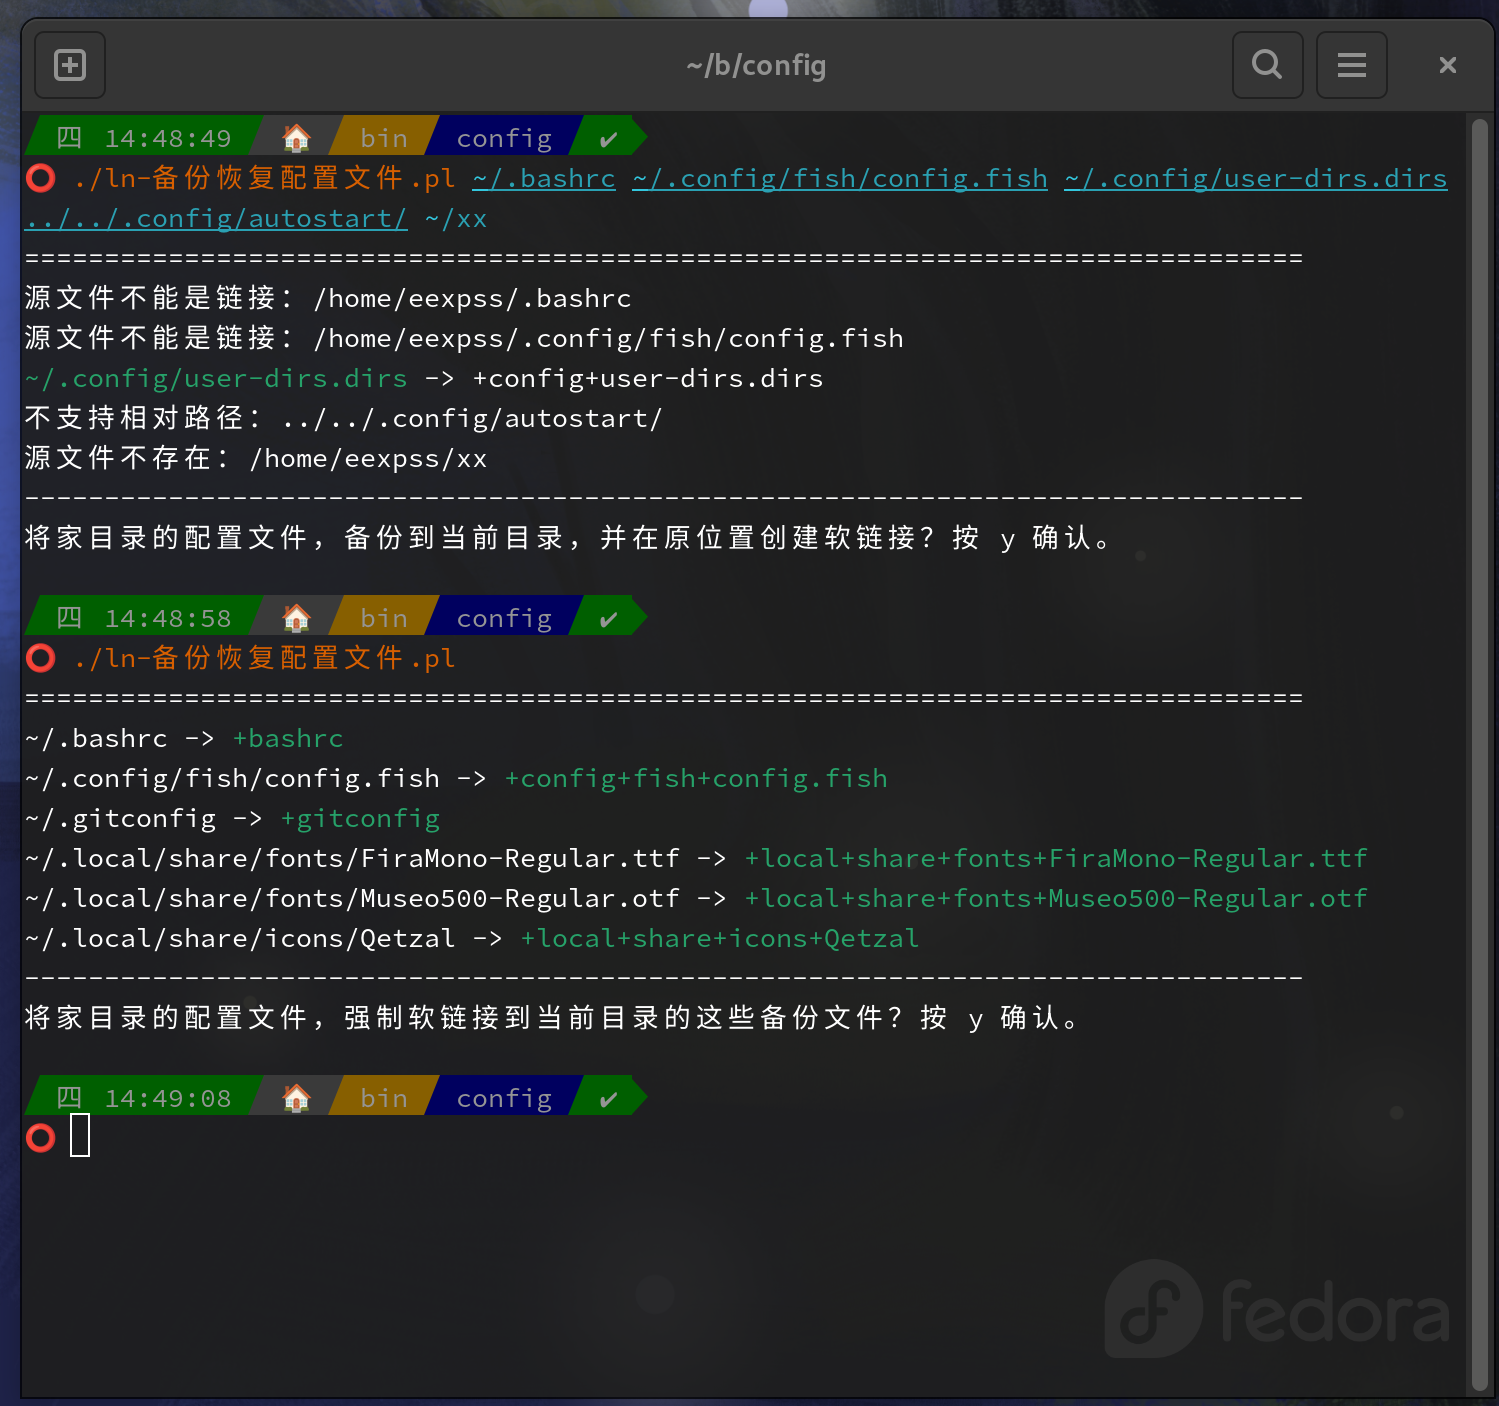 ~/b/config
四 14:48:49 bin config ✔
./ln-备份恢复配置文件.pl ~/.bashrc ~/.config/fish/config.fish ~/.config/user-dirs.dirs
../../.config/autostart/ ~/xx
================================================================================
源文件不能是链接: /home/eexpss/.bashrc
源文件不能是链接: /home/eexpss/.config/fish/config.fish
~/.config/user-dirs.dirs -> +config+user-dirs.dirs
不支持相对路径: ../../.config/autostart/
源文件不存在: /home/eexpss/xx
--------------------------------------------------------------------------------
将家目录的配置文件，备份到当前目录，并在原位置创建软链接？按 y 确认。
四 14:48:58 bin config ✔
./ln-备份恢复配置文件.pl
================================================================================
~/.bashrc -> +bashrc
~/.config/fish/config.fish -> +config+fish+config.fish
~/.gitconfig -> +gitconfig
~/.local/share/fonts/FiraMono-Regular.ttf -> +local+share+fonts+FiraMono-Regular.ttf
~/.local/share/fonts/Museo500-Regular.otf -> +local+share+fonts+Museo500-Regular.otf
~/.local/share/icons/Qetzal -> +local+share+icons+Qetzal
--------------------------------------------------------------------------------
将家目录的配置文件，强制软链接到当前目录的这些备份文件？按 y 确认。
四 14:49:08 bin config ✔
fedora